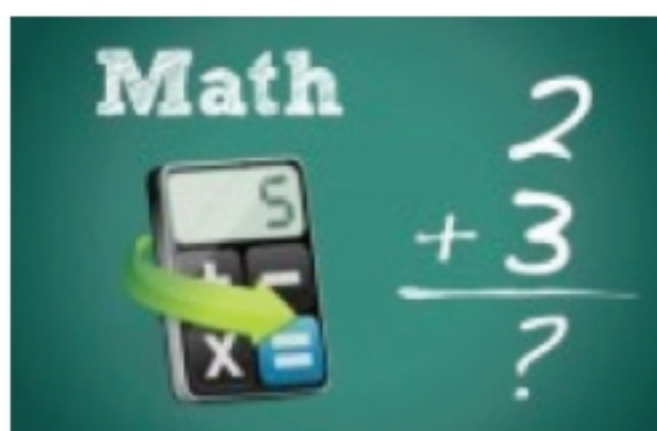 Math
5
+ -
x =
2
+ 3
?